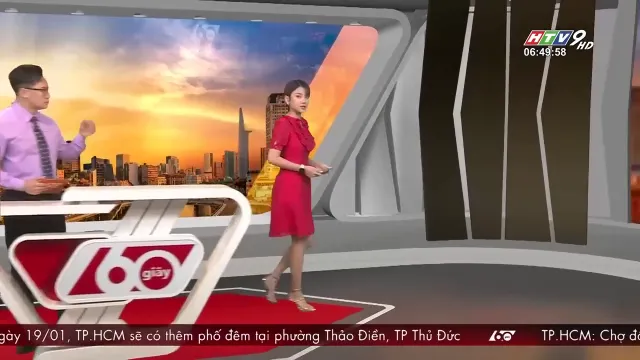 HTV9 HD
06:49:58
60
giây
gày 19/01, TP.HCM sẽ có thêm phố đêm tại phường Thảo Điền, TP Thủ Đức 60 TP.HCM: Chợ đ